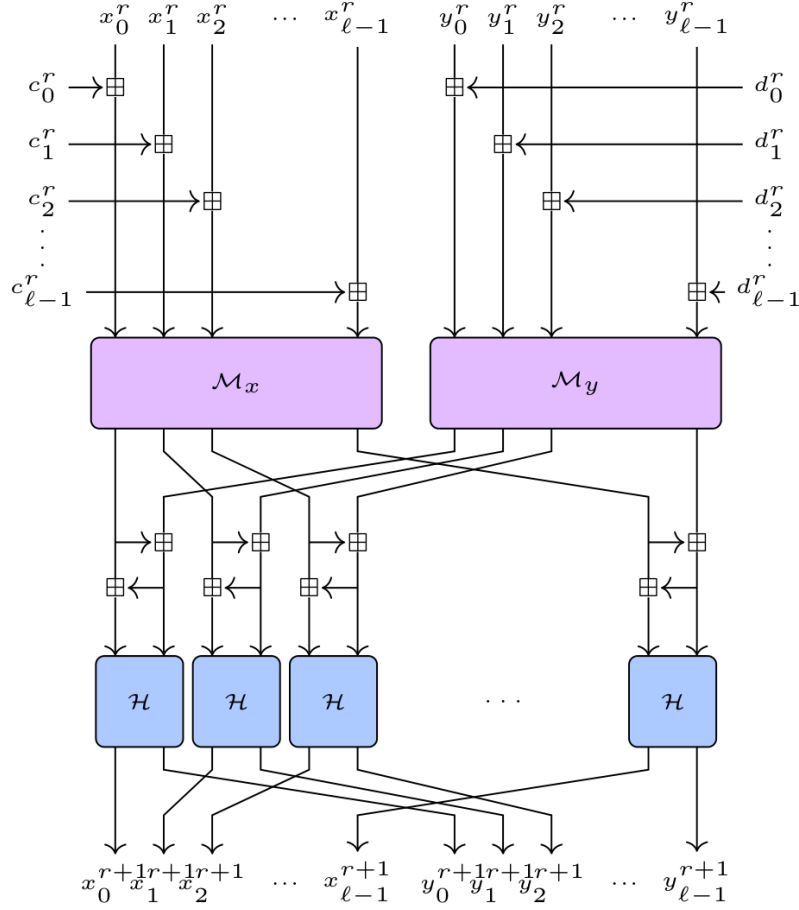 x_0^r x_1^r x_2^r ... x_{ℓ-1}^r y_0^r y_1^r y_2^r ... y_{ℓ-1}^r
c_0^r d_0^r
c_1^r d_1^r
c_2^r d_2^r
⋮ ⋮
c_{ℓ-1}^r d_{ℓ-1}^r
ℳ_x ℳ_y
ℋ ℋ ℋ ... ℋ
x_0^{r+1} x_1^{r+1} x_2^{r+1} ... x_{ℓ-1}^{r+1} y_0^{r+1} y_1^{r+1} y_2^{r+1} ... y_{ℓ-1}^{r+1}